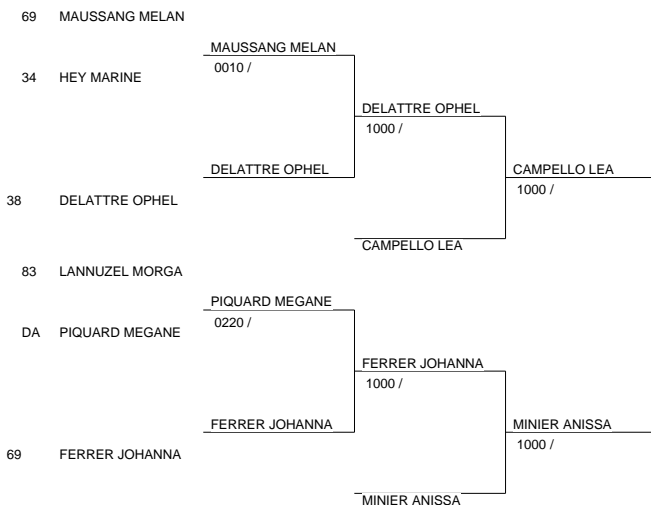 69 MAUSSANG MELAN
MAUSSANG MELAN
0010 /
34 HEY MARINE
DELATTRE OPHEL
1000 /
DELATTRE OPHEL
CAMPELLO LEA
1000 /
38 DELATTRE OPHEL
CAMPELLO LEA
83 LANNUZEL MORGA
PIQUARD MEGANE
0220 /
DA PIQUARD MEGANE
FERRER JOHANNA
1000 /
FERRER JOHANNA
MINIER ANISSA
1000 /
69 FERRER JOHANNA
MINIER ANISSA